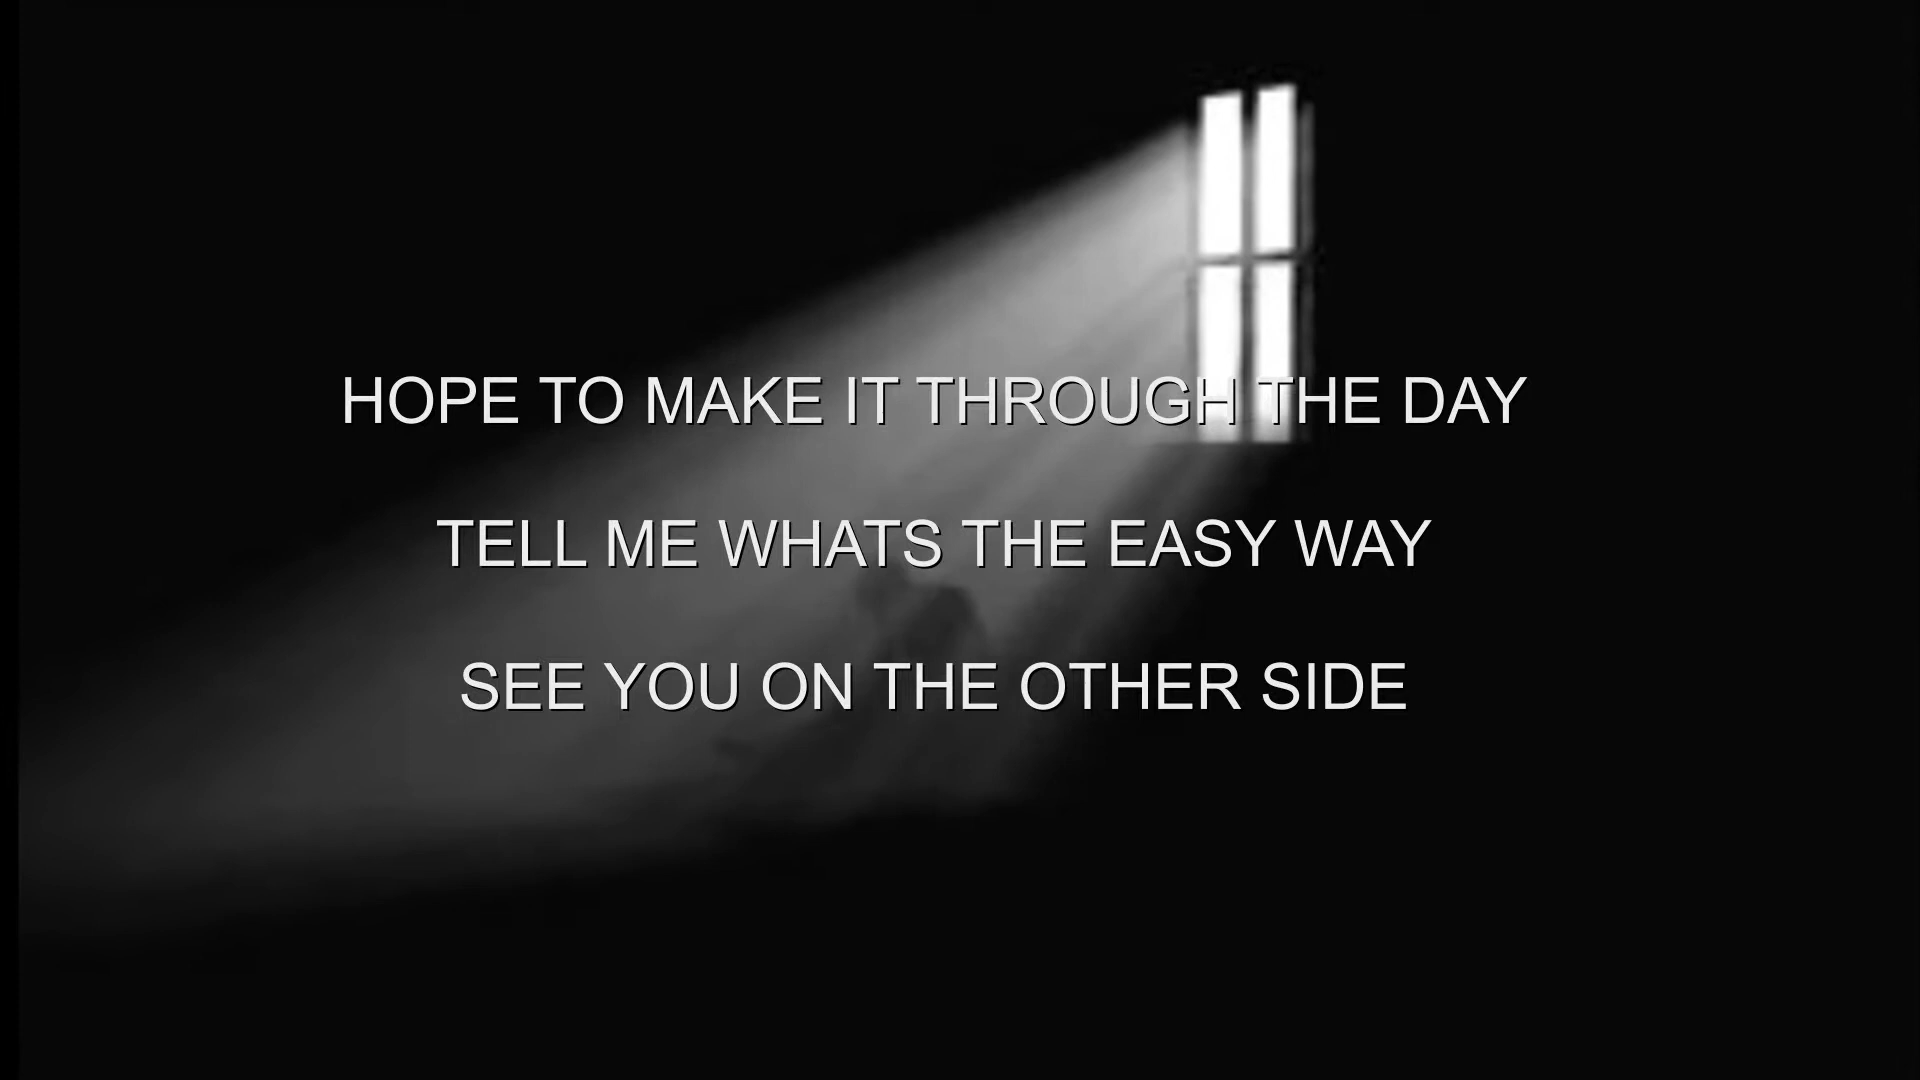 HOPE TO MAKE IT THROUGH THE DAY
TELL ME WHATS THE EASY WAY
SEE YOU ON THE OTHER SIDE